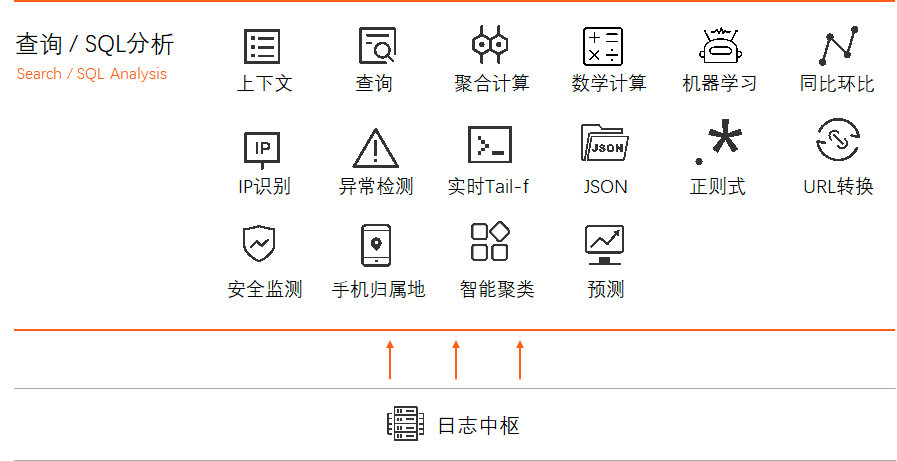 查询 / SQL分析
Search / SQL Analysis
上下文
查询
聚合计算
数学计算
机器学习
同比环比
IP
JSON
IP识别
异常检测
实时Tail-f
JSON
正则式
URL转换
安全监测
手机归属地
智能聚类
预测
日志中枢